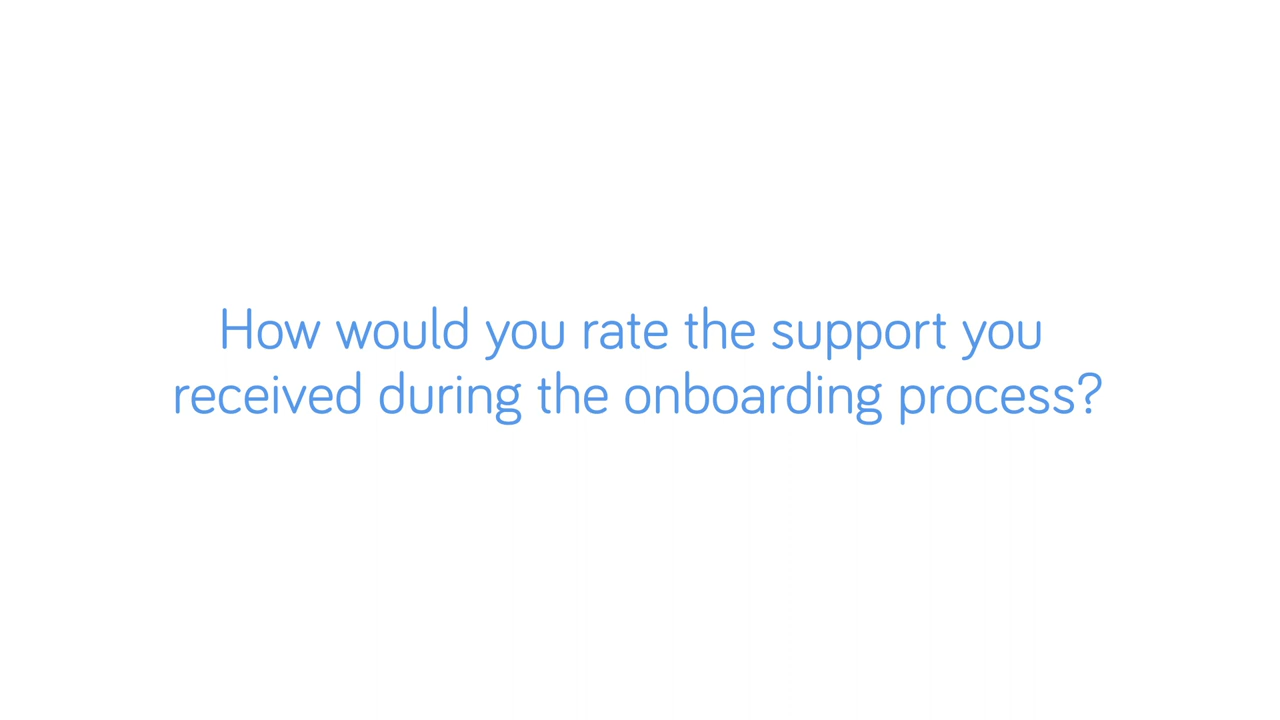 How would you rate the support you
received during the onboarding process?